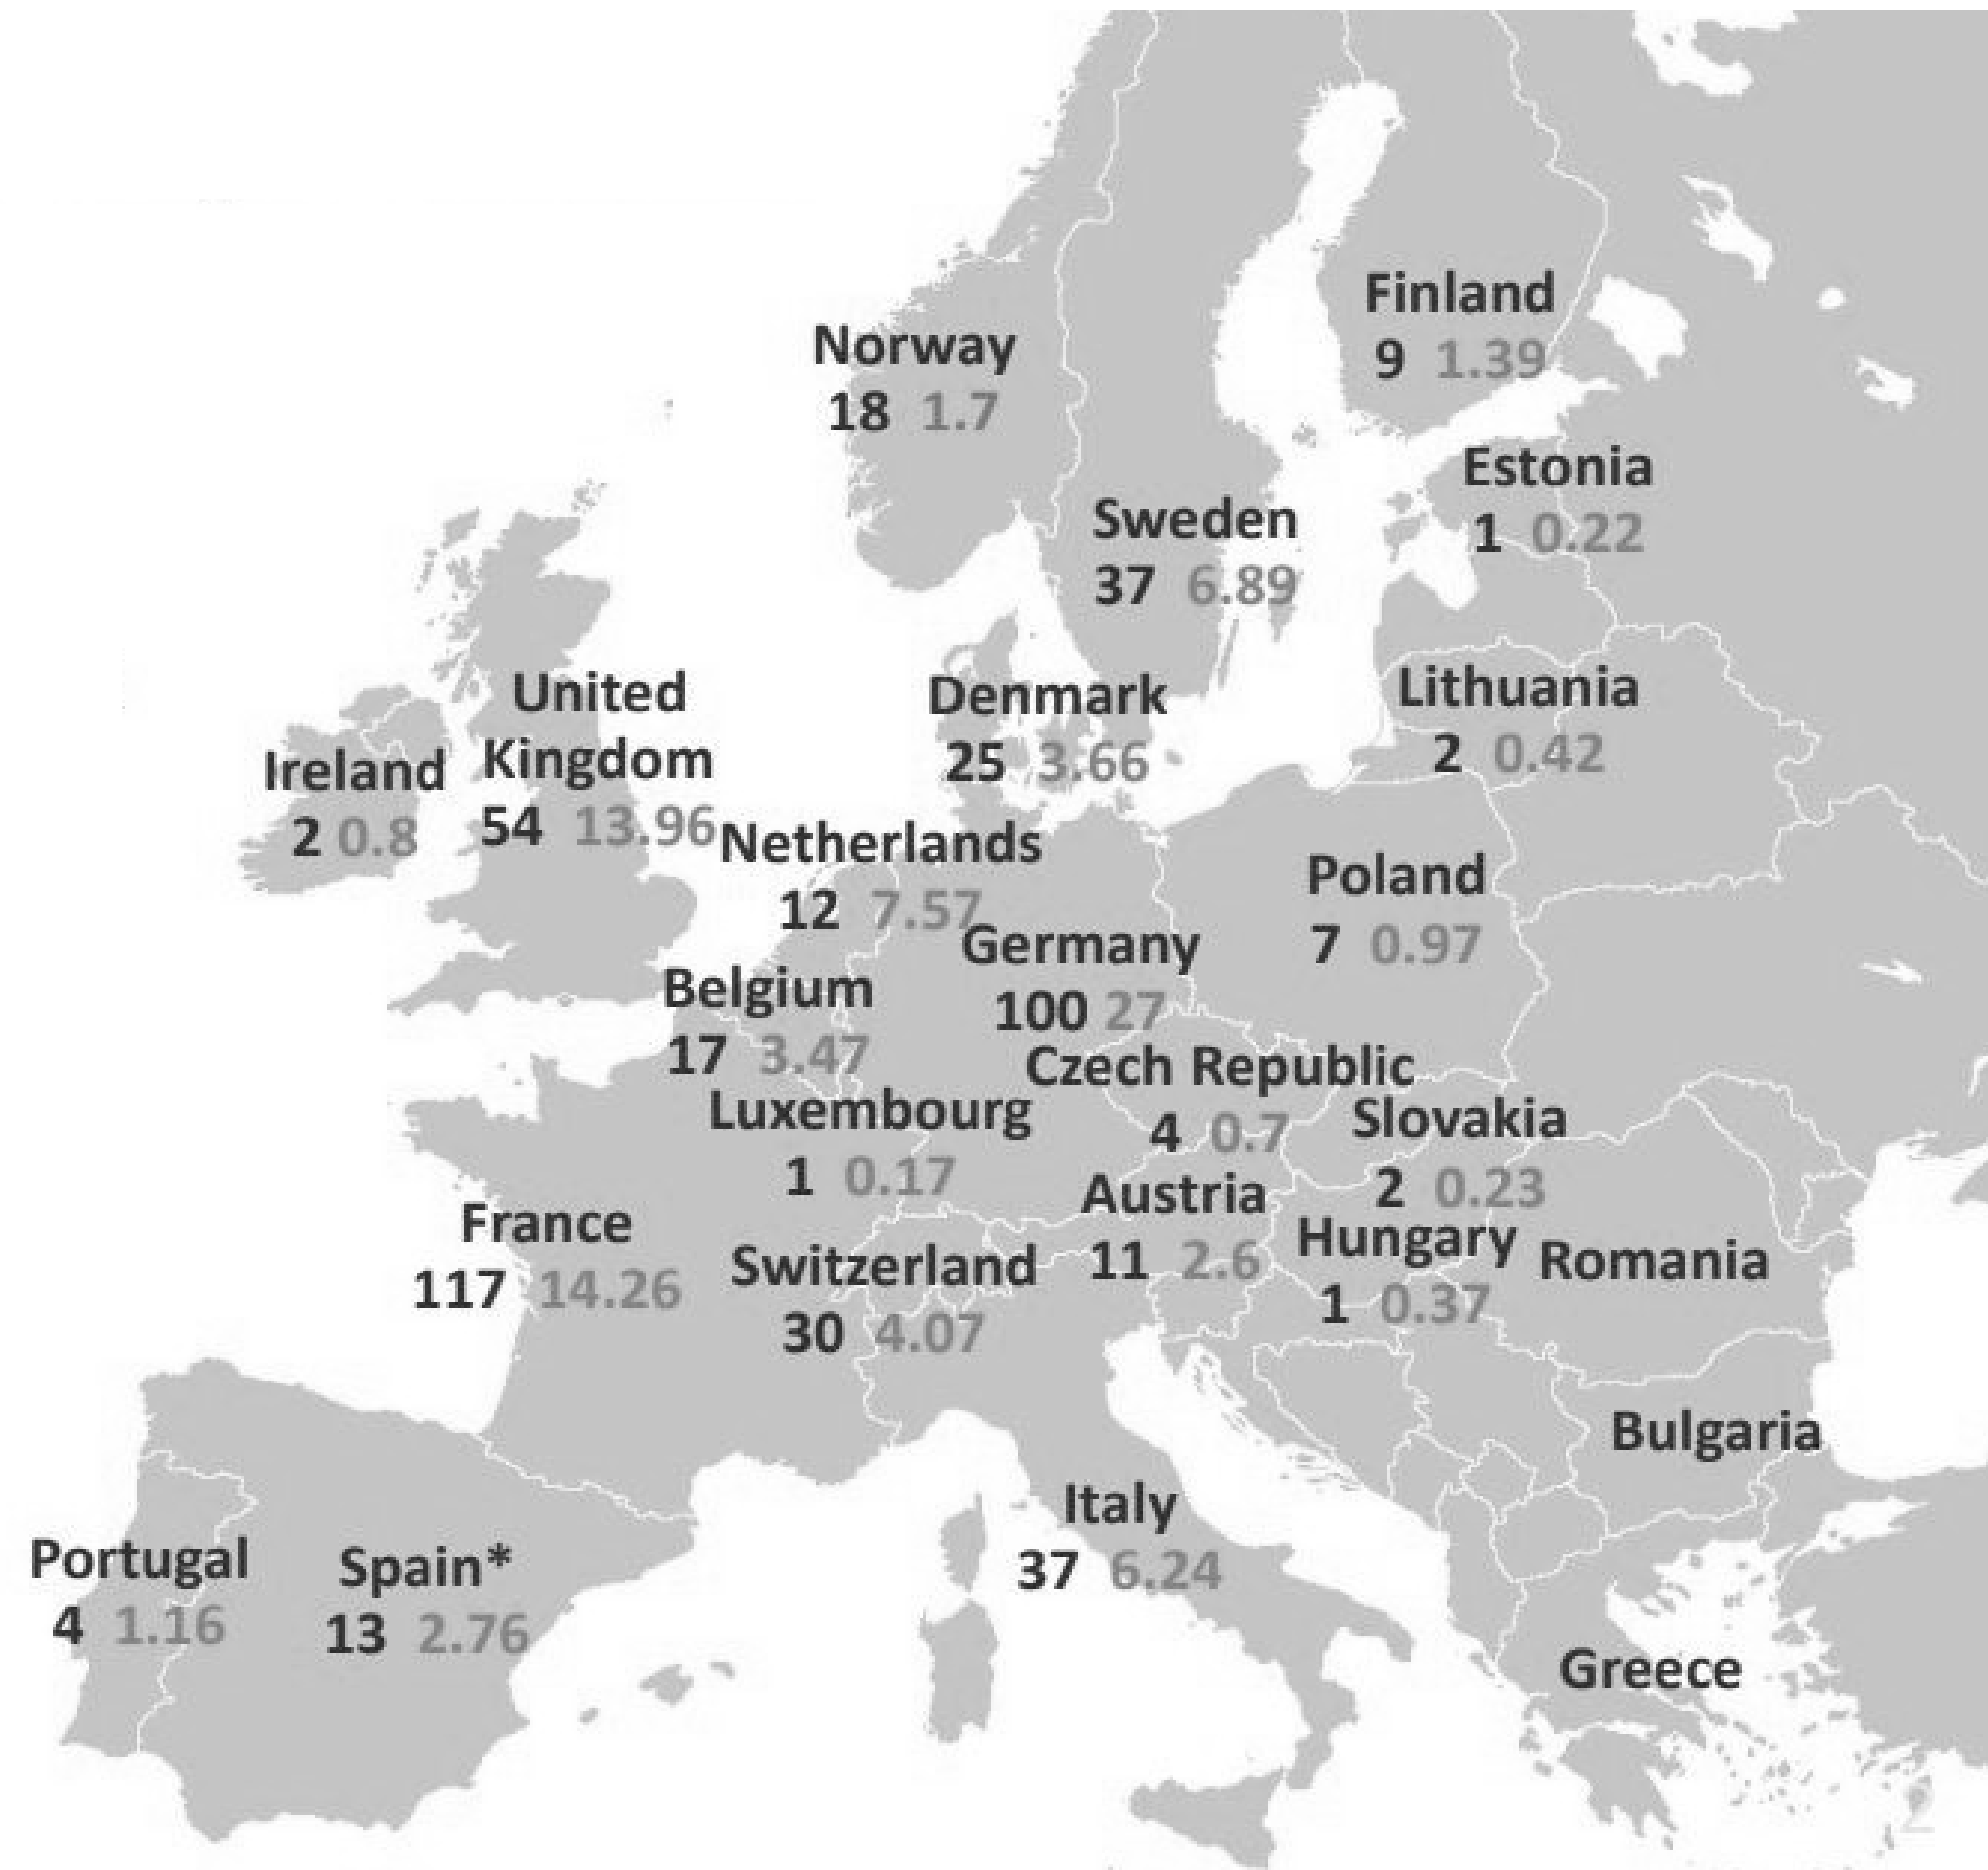 Finland
9 1.39
Norway
18 1.7
Estonia
1 0.22
Sweden
37 6.89
United
Kingdom
54 13.96
Denmark
25 3.66
Lithuania
2 0.42
Ireland
2 0.8
Netherlands
12 7.57
Poland
7 0.97
Germany
100 27
Belgium
17 3.47
Czech Republic
4 0.7
Luxembourg
1 0.17
Slovakia
2 0.23
Austria
11 2.6
France
117 14.26
Switzerland
30 4.07
Hungary
1 0.37
Romania
Bulgaria
Italy
37 6.24
Portugal
4 1.16
Spain*
13 2.76
Greece
2